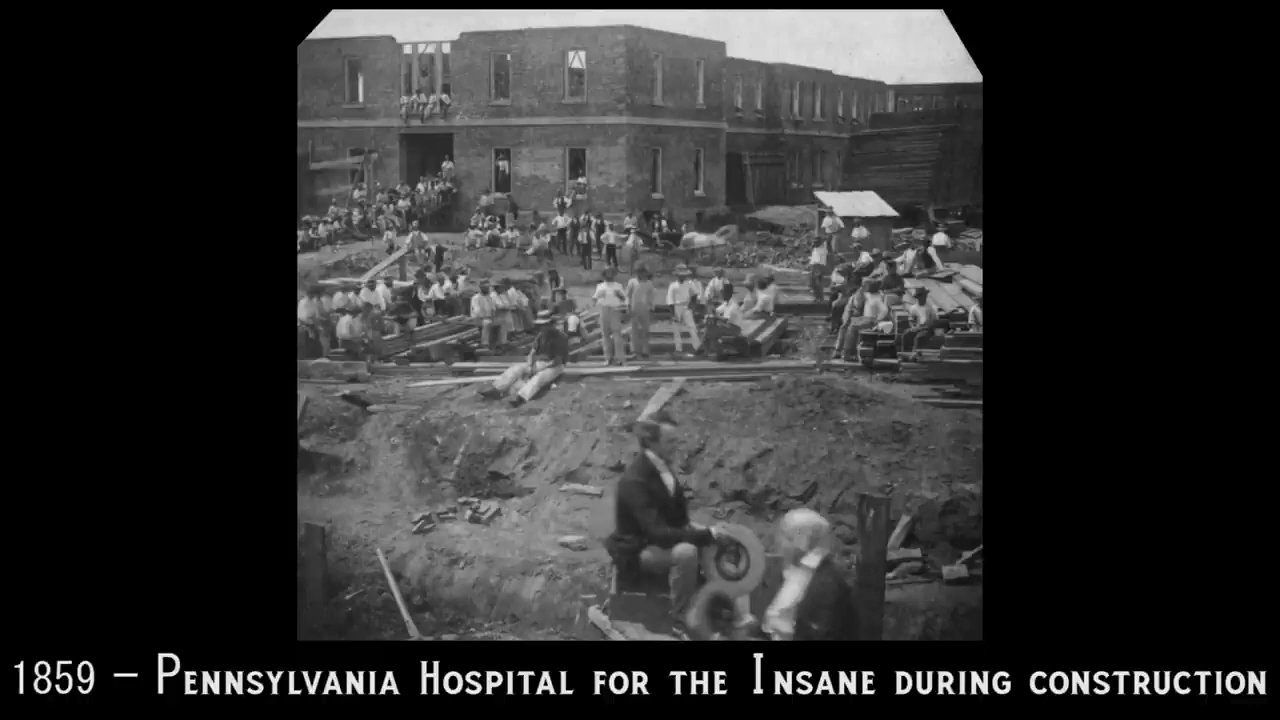 1859 – Pennsylvania Hospital for the Insane during construction